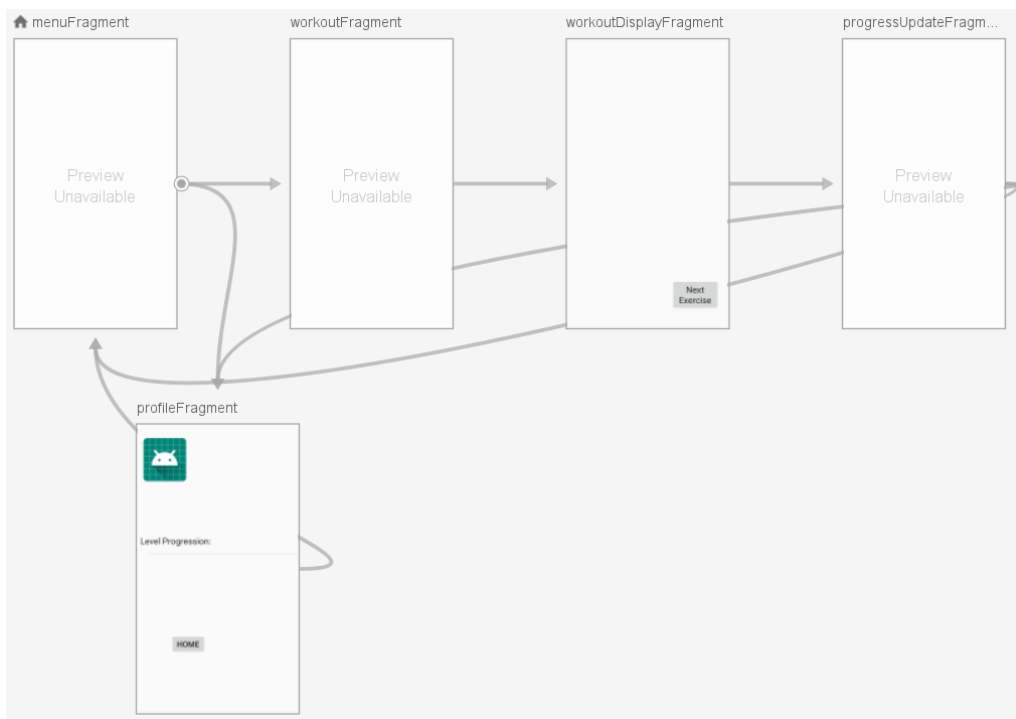 menuFragment
workoutFragment
workoutDisplayFragment
progressUpdateFragm...
Preview
Unavailable
Preview
Unavailable
Next
Exercise
Preview
Unavailable
profileFragment
Level Progression:
HOME